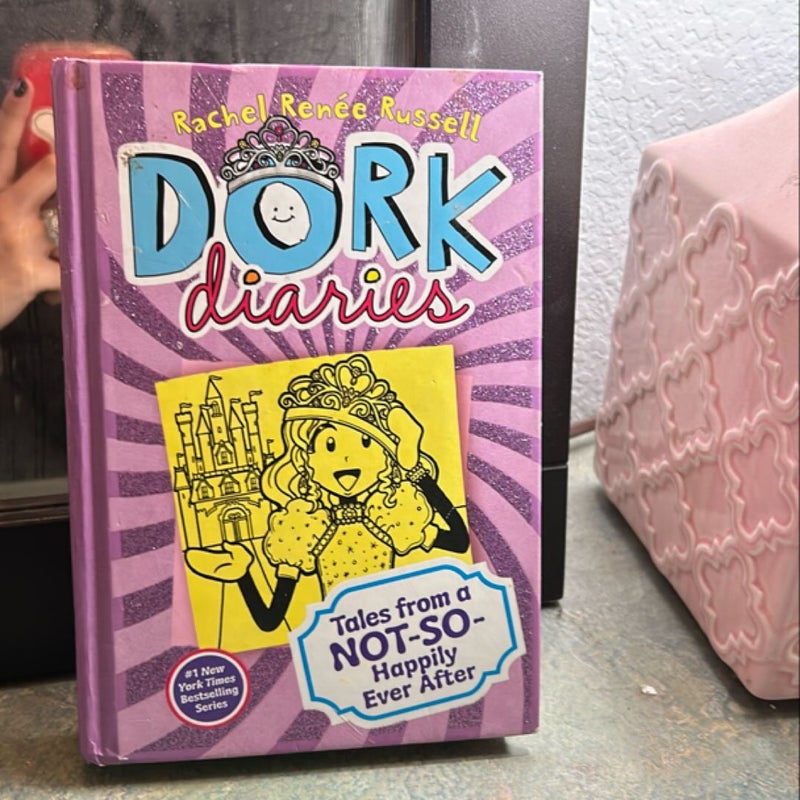 Rachel Renée Russell
DORK
diaries
Tales from a
NOT-SO-
Happily
Ever After
#1 New
York Times
Bestselling
Series